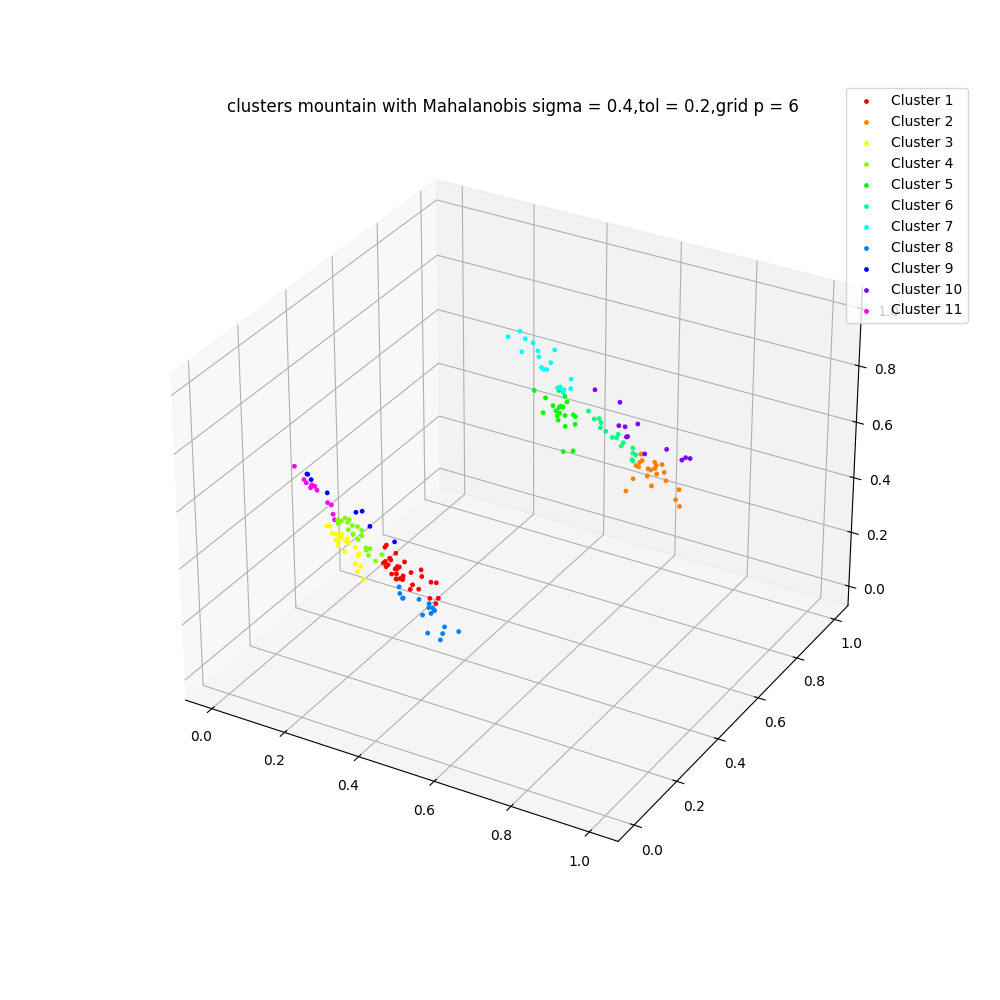 clusters mountain with Mahalanobis sigma = 0.4,tol = 0.2,grid p = 6
Cluster 1
Cluster 2
Cluster 3
Cluster 4
Cluster 5
Cluster 6
Cluster 7
Cluster 8
Cluster 9
Cluster 10
Cluster 11
0.8
0.6
0.4
0.2
0.0
1.0
0.8
0.6
0.4
0.2
0.0
0.0
0.2
0.4
0.6
0.8
1.0